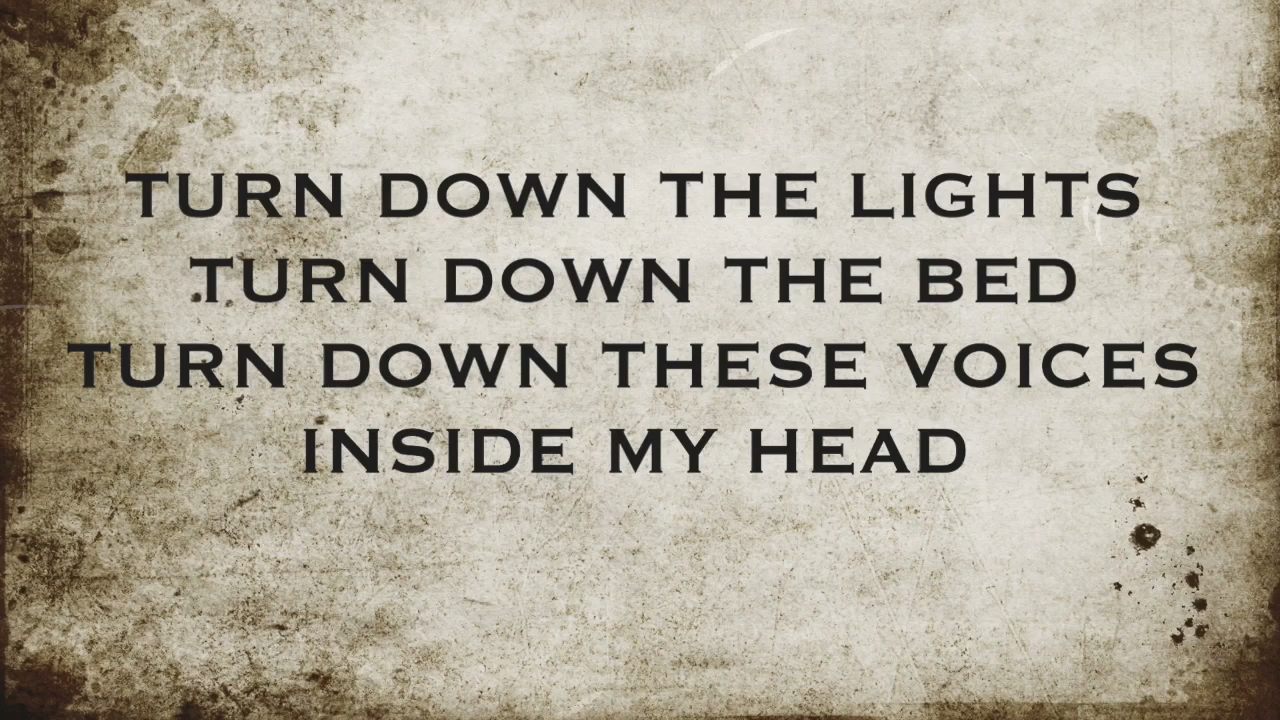 TURN DOWN THE LIGHTS
TURN DOWN THE BED
TURN DOWN THESE VOICES
INSIDE MY HEAD